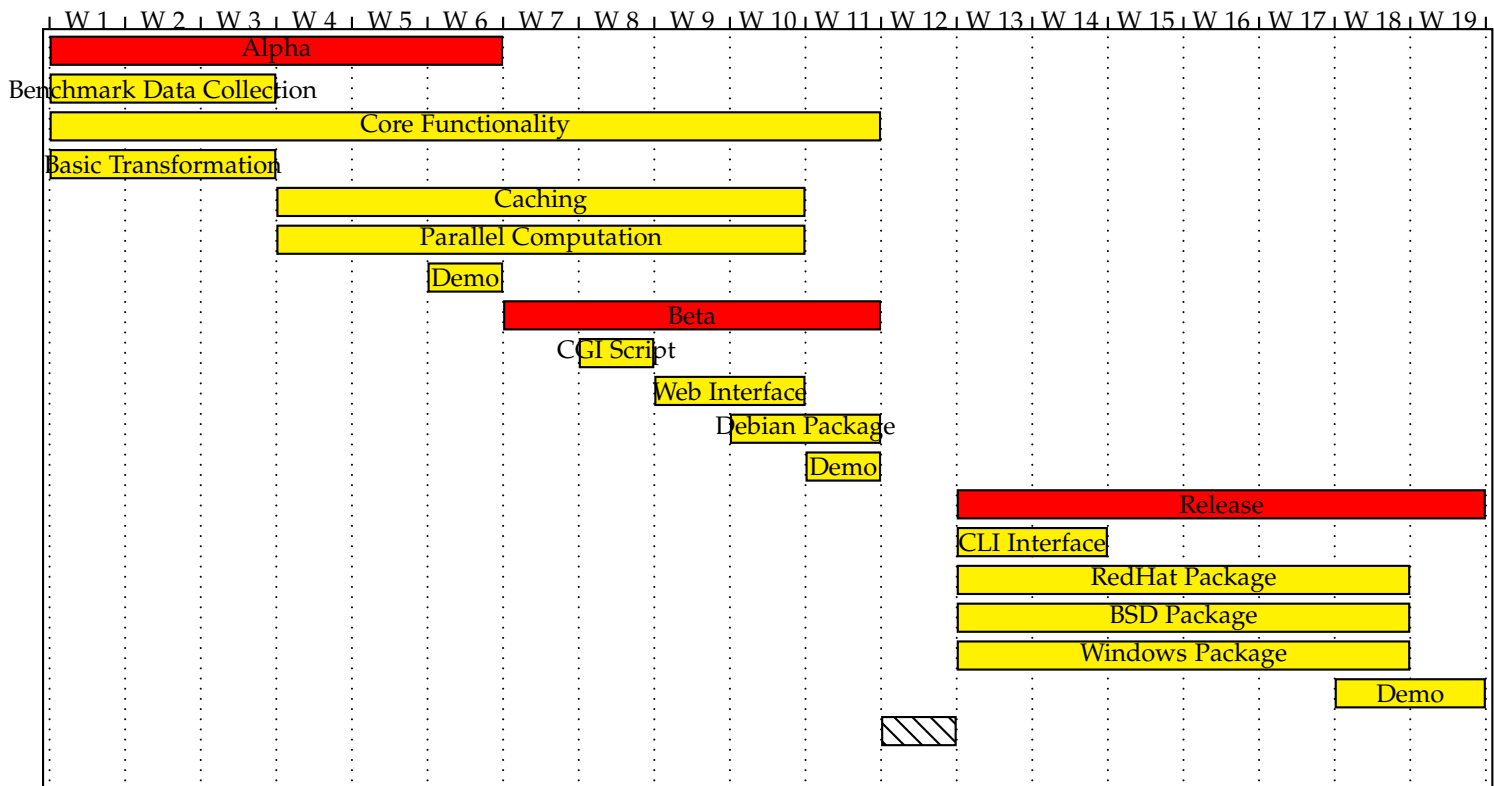 W 1 W 2 W 3 W 4 W 5 W 6 W 7 W 8 W 9 W 10 W 11 W 12 W 13 W 14 W 15 W 16 W 17 W 18 W 19
Alpha
Benchmark Data Collection
Core Functionality
Basic Transformation
Caching
Parallel Computation
Demo
Beta
CGI Script
Web Interface
Debian Package
Demo
Release
CLI Interface
RedHat Package
BSD Package
Windows Package
Demo